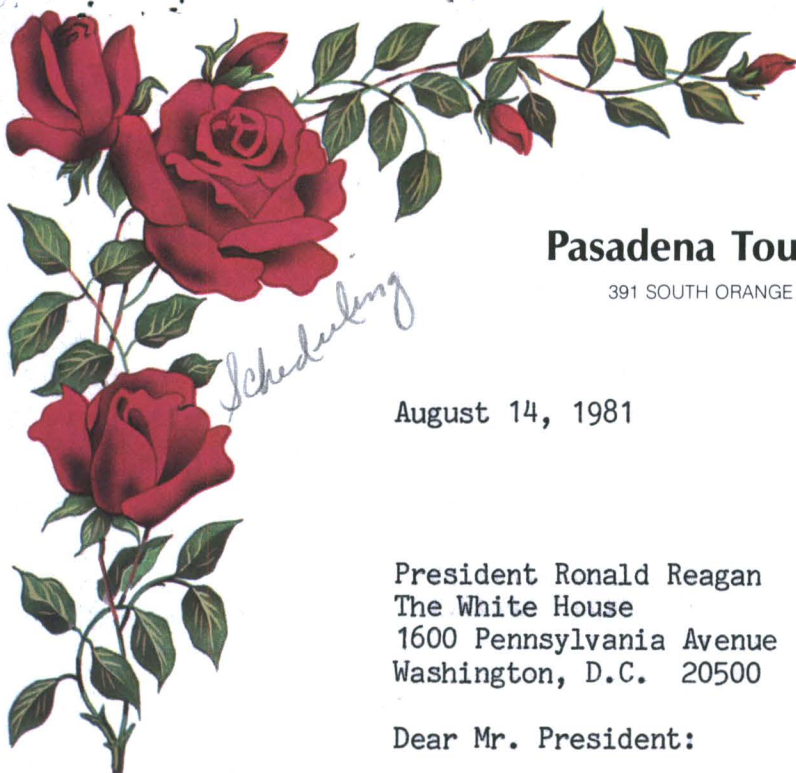 Pasadena Tou
391 SOUTH ORANGE
Scheduling
August 14, 1981
President Ronald Reagan
The White House
1600 Pennsylvania Avenue
Washington, D.C. 20500
Dear Mr. President: